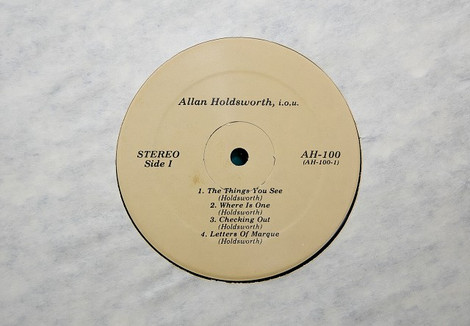 Allan Holdsworth, i.o.u.
STEREO
Side I
AH-100
(AH-100-1)
1. The Things You See
(Holdsworth)
2. Where Is One
(Holdsworth)
3. Checking Out
(Holdsworth)
4. Letters Of Marque
(Holdsworth)